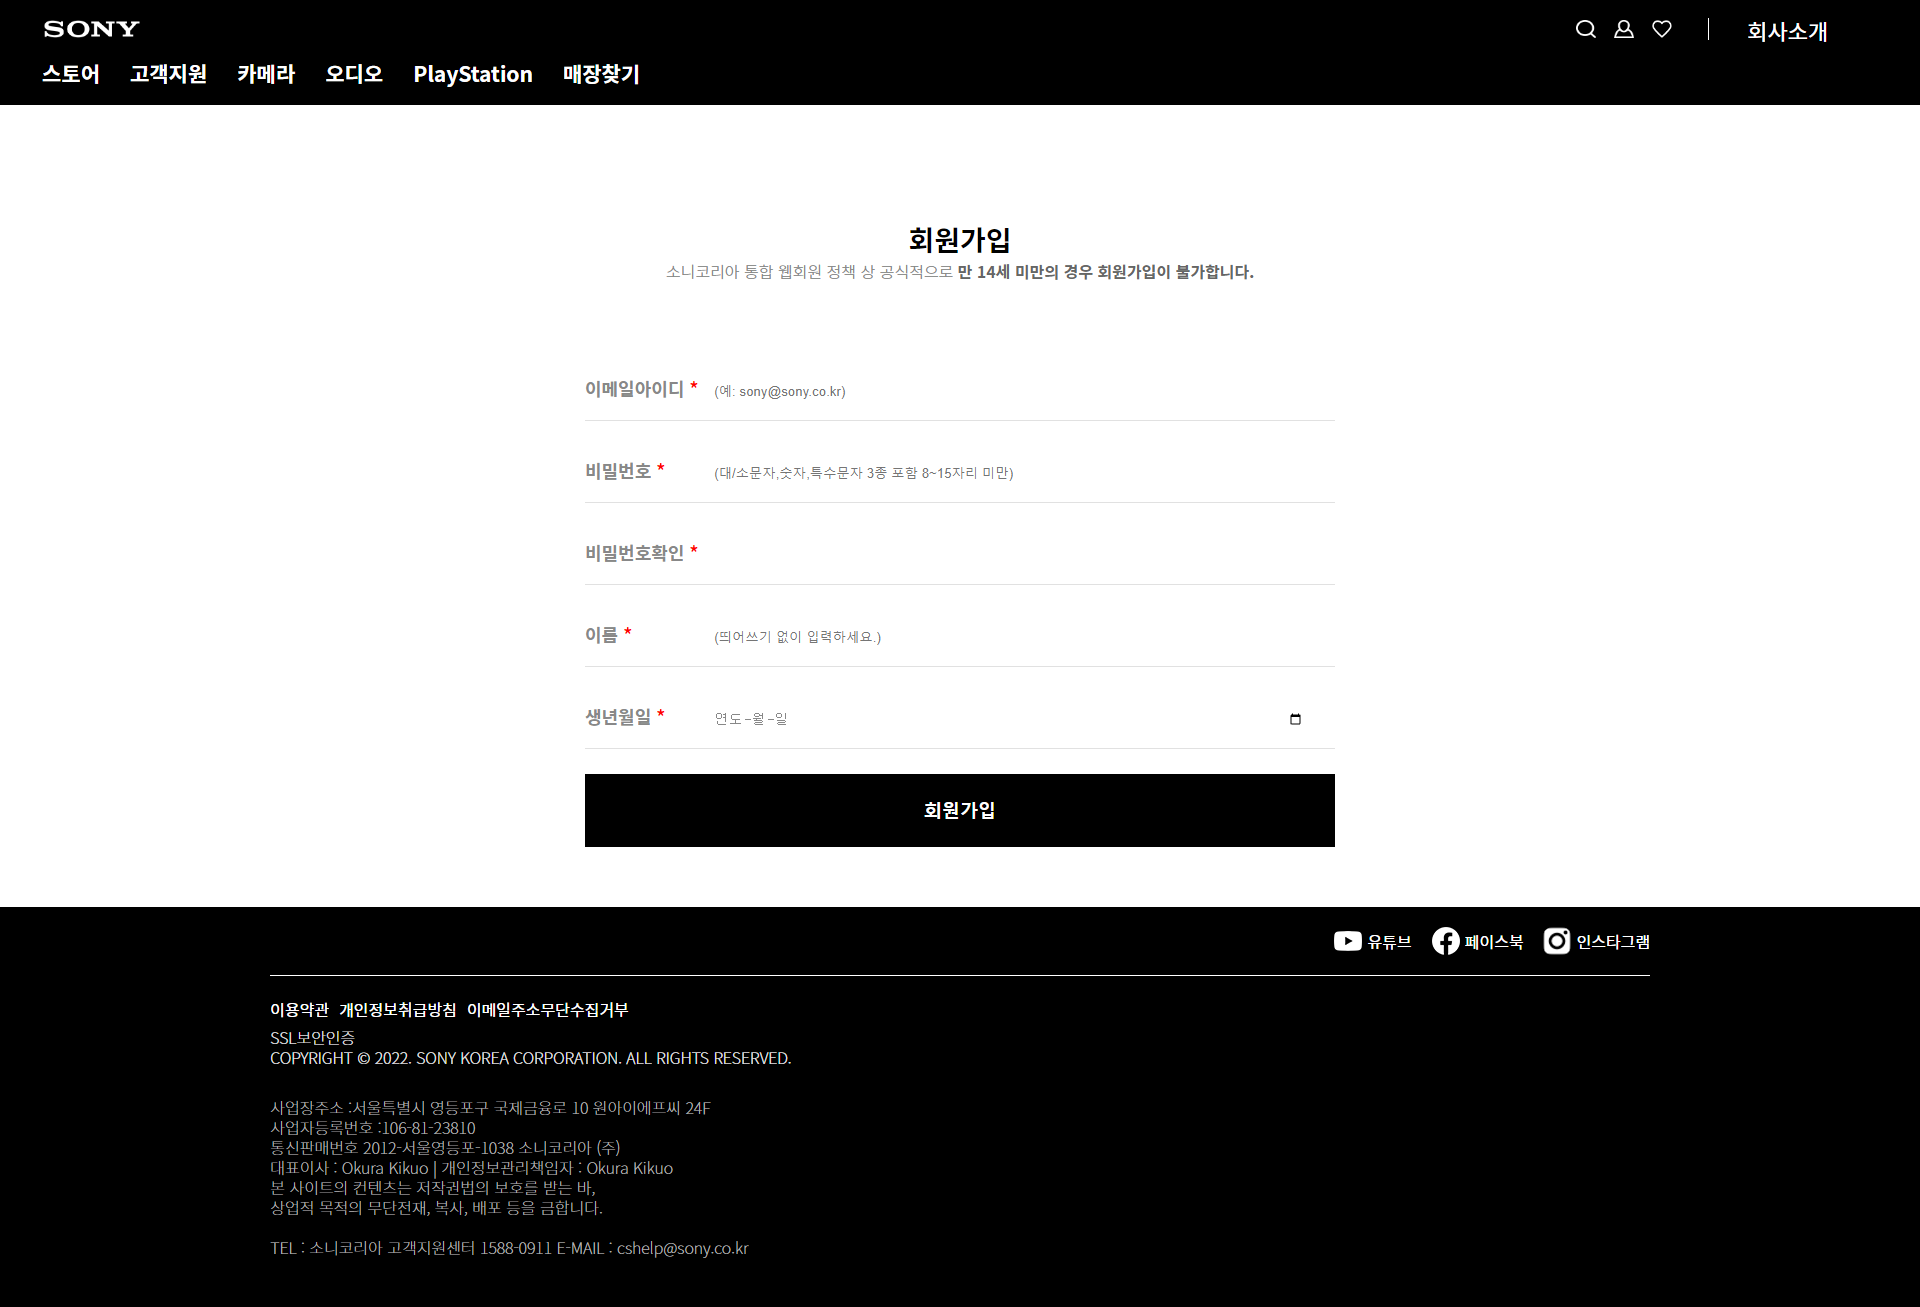 SONY
회사소개
스토어 고객지원 카메라 오디오 PlayStation 매장찾기
회원가입
소니코리아 통합 웹회원 정책 상 공식적으로 만 14세 미만의 경우 회원가입이 불가합니다.
이메일아이디 * (예: sony@sony.co.kr)
비밀번호 * (대/소문자,숫자,특수문자 3종 포함 8~15자리 미만)
비밀번호확인 *
이름 * (띄어쓰기 없이 입력하세요.)
생년월일 * 연도-월-일
회원가입
유튜브 페이스북 인스타그램
이용약관 개인정보취급방침 이메일주소무단수집거부
SSL보안인증
COPYRIGHT © 2022. SONY KOREA CORPORATION. ALL RIGHTS RESERVED.
사업장주소 :서울특별시 영등포구 국제금융로 10 원아이에프씨 24F
사업자등록번호 :106-81-23810
통신판매번호 2012-서울영등포-1038 소니코리아 (주)
대표이사 : Okura Kikuo | 개인정보관리책임자 : Okura Kikuo
본 사이트의 컨텐츠는 저작권법의 보호를 받는 바,
상업적 목적의 무단전재, 복사, 배포 등을 금합니다.
TEL : 소니코리아 고객지원센터 1588-0911 E-MAIL : cshelp@sony.co.kr